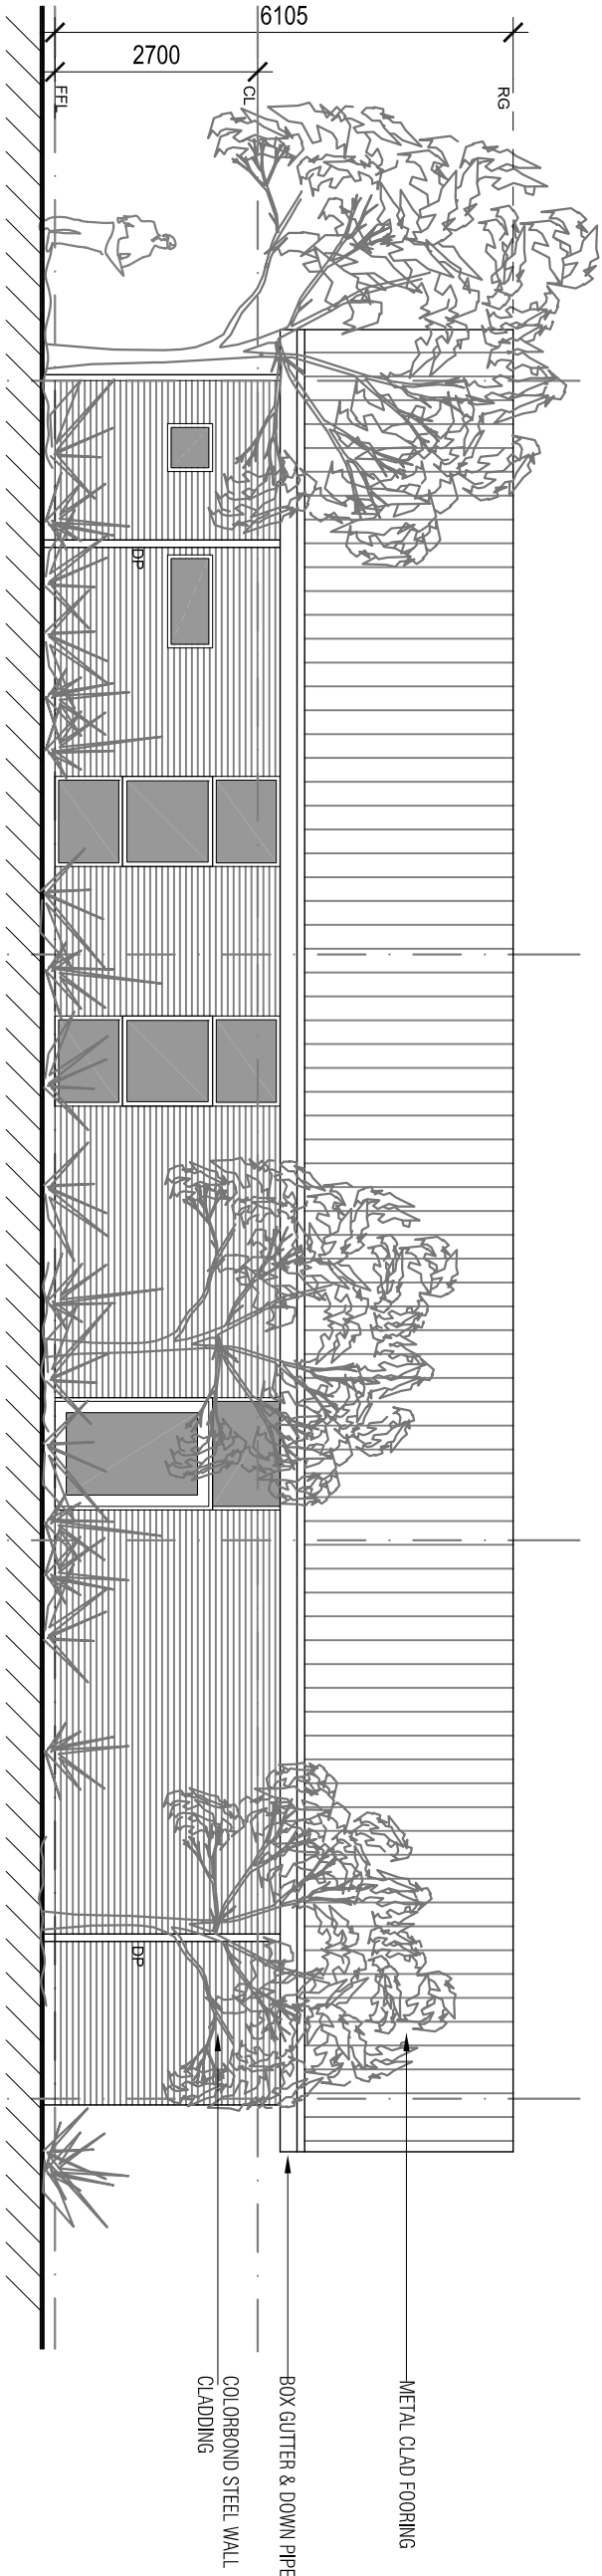 6105
2700
RG
CL
FFL
DP
DP
METAL CLAD FOORING
BOX GUTTER & DOWN PIPE
COLORBOND STEEL WALL
CLADDING